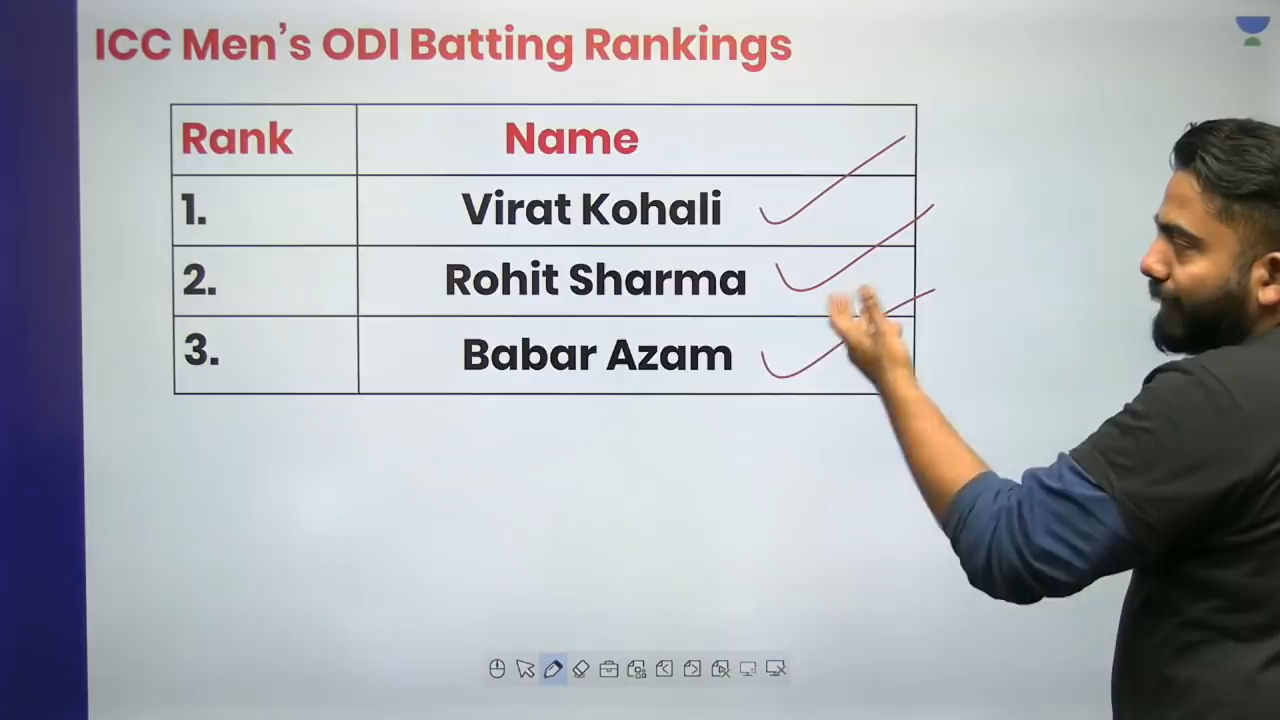 ICC Men's ODI Batting Rankings
Rank Name
1. Virat Kohali
2. Rohit Sharma
3. Babar Azam